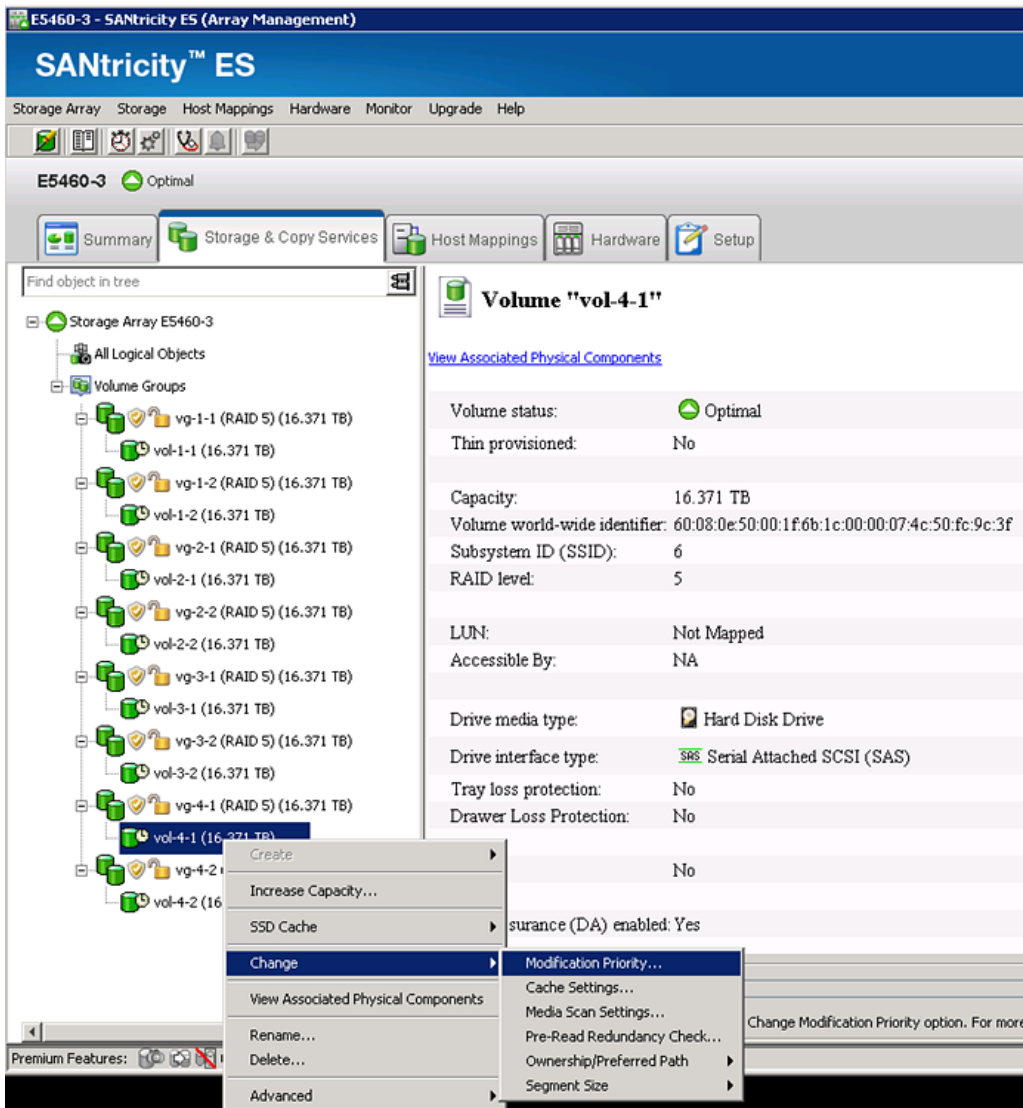 E5460-3 - SANtricity ES (Array Management)
SANtricity™ ES
Storage Array Storage Host Mappings Hardware Monitor Upgrade Help
E5460-3 Optimal
Summary Storage & Copy Services Host Mappings Hardware Setup
Find object in tree
Storage Array E5460-3
All Logical Objects
Volume Groups
vg-1-1 (RAID 5) (16.371 TB)
vol-1-1 (16.371 TB)
vg-1-2 (RAID 5) (16.371 TB)
vol-1-2 (16.371 TB)
vg-2-1 (RAID 5) (16.371 TB)
vol-2-1 (16.371 TB)
vg-2-2 (RAID 5) (16.371 TB)
vol-2-2 (16.371 TB)
vg-3-1 (RAID 5) (16.371 TB)
vol-3-1 (16.371 TB)
vg-3-2 (RAID 5) (16.371 TB)
vol-3-2 (16.371 TB)
vg-4-1 (RAID 5) (16.371 TB)
vol-4-1 (16.371 TB)
vg-4-2
vol-4-2 (16
Volume "vol-4-1"
View Associated Physical Components
Volume status: Optimal
Thin provisioned: No
Capacity: 16.371 TB
Volume world-wide identifier: 60:08:0e:50:00:1f:6b:1c:00:00:07:4c:50:fc:9c:3f
Subsystem ID (SSID): 6
RAID level: 5
LUN: Not Mapped
Accessible By: NA
Drive media type: Hard Disk Drive
Drive interface type: SAS Serial Attached SCSI (SAS)
Tray loss protection: No
Drawer Loss Protection: No
No
surance (DA) enabled: Yes
Create
Increase Capacity...
SSD Cache
Change
View Associated Physical Components
Rename...
Delete...
Advanced
Modification Priority...
Cache Settings...
Media Scan Settings...
Pre-Read Redundancy Check...
Ownership/Preferred Path
Segment Size
Change Modification Priority option. For more
Premium Features: